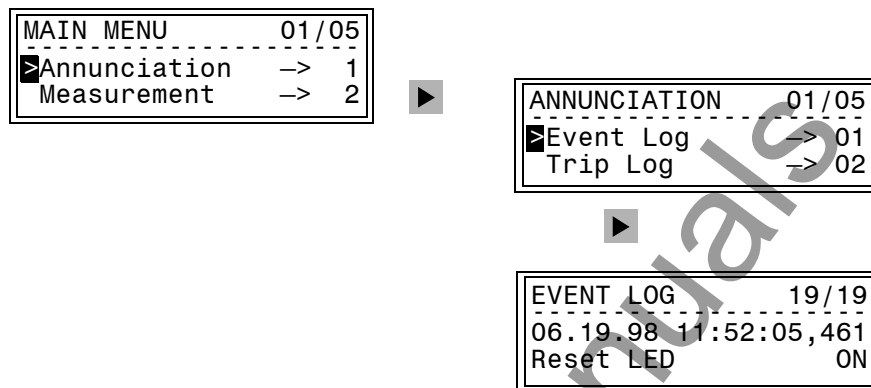 MAIN MENU 01/05
>Annunciation —> 1
Measurement —> 2
ANNUNCIATION 01/05
>Event Log —> 01
Trip Log —> 02
EVENT LOG 19/19
06.19.98 11:52:05,461
Reset LED ON
nuals